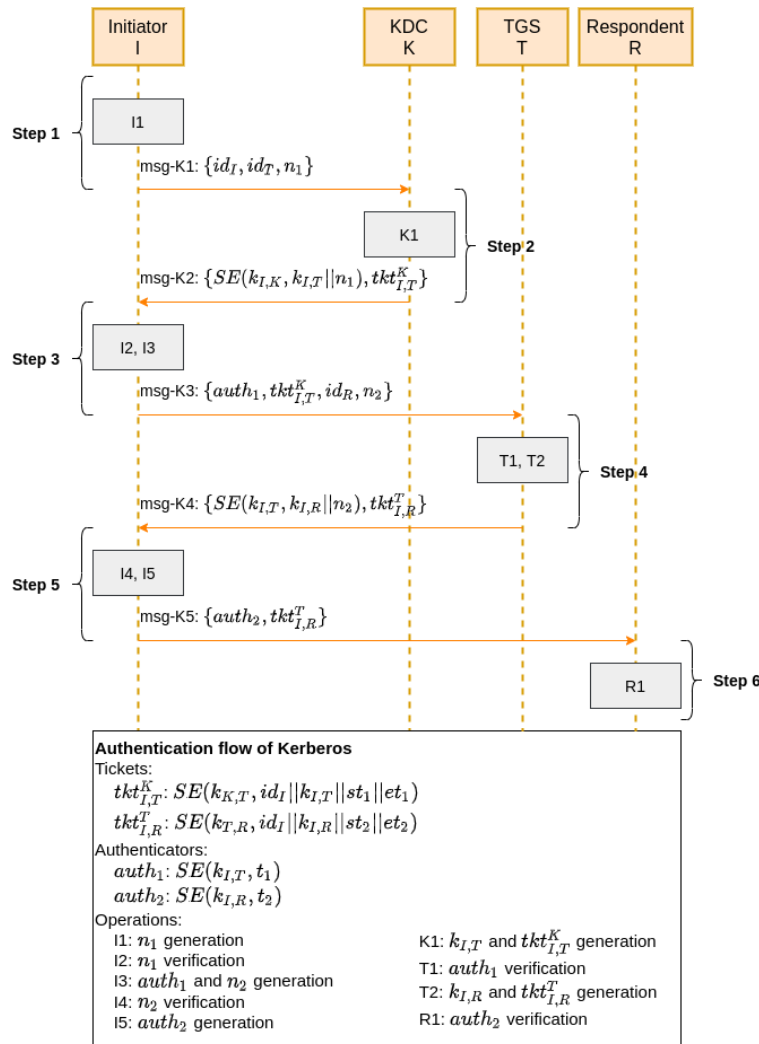 Initiator
I
KDC
K
TGS
T
Respondent
R
Step 1
I1
msg-K1: {id_I, id_T, n_1}
K1
Step 2
msg-K2: {SE(k_{I,K}, k_{I,T}||n_1), tkt^K_{I,T}}
Step 3
I2, I3
msg-K3: {auth_1, tkt^K_{I,T}, id_R, n_2}
T1, T2
Step 4
msg-K4: {SE(k_{I,T}, k_{I,R}||n_2), tkt^T_{I,R}}
Step 5
I4, I5
msg-K5: {auth_2, tkt^T_{I,R}}
R1
Step 6
Authentication flow of Kerberos
Tickets:
tkt^K_{I,T}: SE(k_{K,T}, id_I||k_{I,T}||st_1||et_1)
tkt^T_{I,R}: SE(k_{T,R}, id_I||k_{I,R}||st_2||et_2)
Authenticators:
auth_1: SE(k_{I,T}, t_1)
auth_2: SE(k_{I,R}, t_2)
Operations:
I1: n_1 generation
I2: n_1 verification
I3: auth_1 and n_2 generation
I4: n_2 verification
I5: auth_2 generation
K1: k_{I,T} and tkt^K_{I,T} generation
T1: auth_1 verification
T2: k_{I,R} and tkt^T_{I,R} generation
R1: auth_2 verification